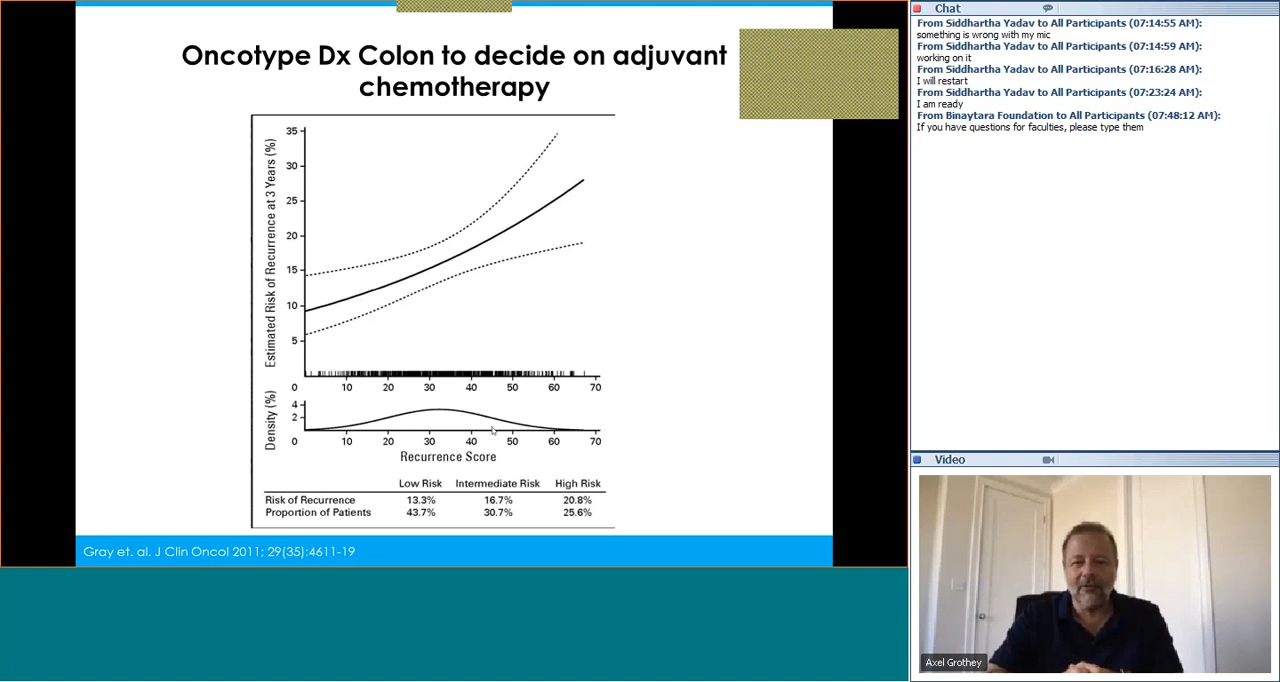 Oncotype Dx Colon to decide on adjuvant
chemotherapy
Estimated Risk of Recurrence at 3 Years (%)
35
30
25
20
15
10
5
0 10 20 30 40 50 60 70
Density (%)
4
2
0 10 20 30 40 50 60 70
Recurrence Score
Low Risk Intermediate Risk High Risk
Risk of Recurrence 13.3% 16.7% 20.8%
Proportion of Patients 43.7% 30.7% 25.6%
Gray et. al. J Clin Oncol 2011; 29(35):4611-19
Chat
From Siddhartha Yadav to All Participants (07:14:55 AM):
something is wrong with my mic
From Siddhartha Yadav to All Participants (07:14:59 AM):
working on it
From Siddhartha Yadav to All Participants (07:16:28 AM):
I will restart
From Siddhartha Yadav to All Participants (07:23:24 AM):
I am ready
From Binaytara Foundation to All Participants (07:48:12 AM):
If you have questions for faculties, please type them
Video
Axel Grothey